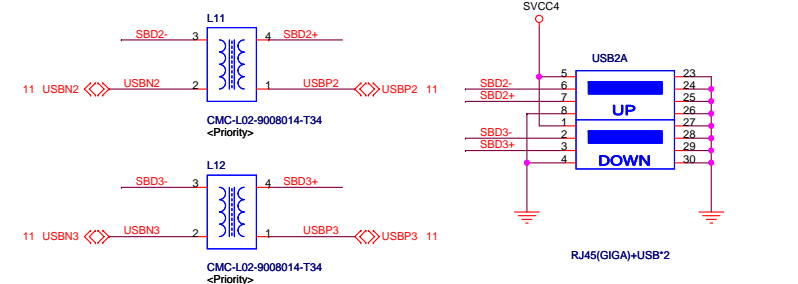 L11
SBD2- 3 4 SBD2+
11 USBN2 USBN2 2 1 USBP2 USBP2 11
CMC-L02-9008014-T34
<Priority>
L12
SBD3- 3 4 SBD3+
11 USBN3 USBN3 2 1 USBP3 USBP3 11
CMC-L02-9008014-T34
<Priority>
SVCC4
USB2A
5 23
SBD2- 6 24
SBD2+ 7 25
8 UP 26
1 27
SBD3- 2 28
SBD3+ 3 29
4 DOWN 30
RJ45(GIGA)+USB*2